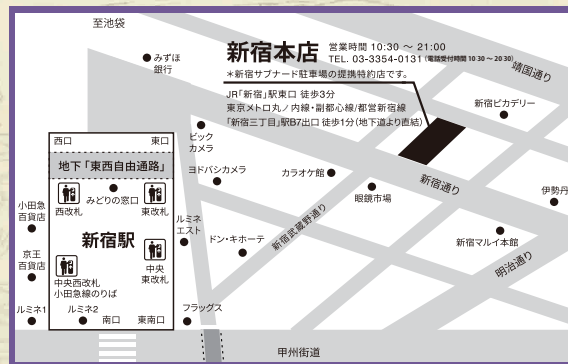 至池袋
みずほ
銀行
新宿本店
営業時間 10:30 ～ 21:00
TEL. 03-3354-0131（電話受付時間 10:30 ～ 20:30）
＊新宿サブナード駐車場の提携特約店です。
JR「新宿」駅東口 徒歩3分
東京メトロ丸ノ内線・副都心線/都営新宿線
「新宿三丁目」駅B7出口 徒歩1分（地下道より直結）
靖国通り
新宿ピカデリー
西口
東口
地下「東西自由通路」
ビック
カメラ
ヨドバシカメラ
カラオケ館
眼鏡市場
新宿通り
伊勢丹
みどりの窓口
西改札
東改札
小田急
百貨店
新宿駅
ルミネ
エスト
ドン・キホーテ
新宿武蔵野通り
新宿マルイ本館
明治通り
京王
百貨店
中央
東改札
中央西改札
小田急線のりば
ルミネ1
ルミネ2
南口
東南口
フラッグス
甲州街道